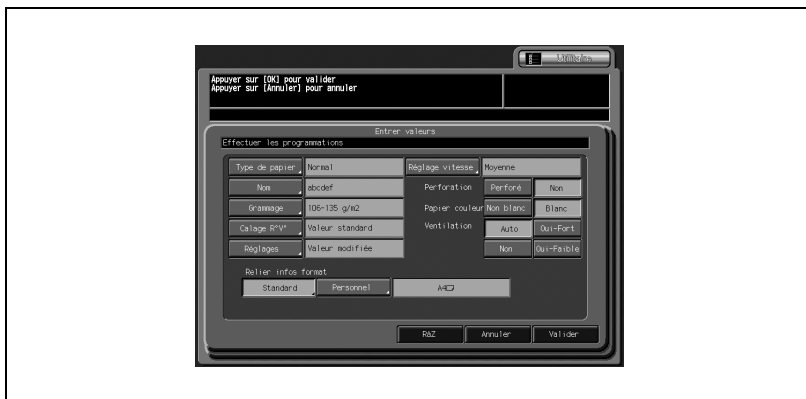 Utilitaire
Appuyer sur [OK] pour valider
Appuyer sur [Annuler] pour annuler
Entrer valeurs
Effectuer les programmations
Type de papier Normal Réglage vitesse Moyenne
Nom abcdef Perforation Perforé Non
Grammage 106-135 g/m2 Papier couleur Non blanc Blanc
Calage R°V° Valeur standard Ventilation Auto Oui-Fort
Réglages Valeur modifiée Non Oui-Faible
Relier infos format
Standard Personnel A4
RàZ Annuler Valider